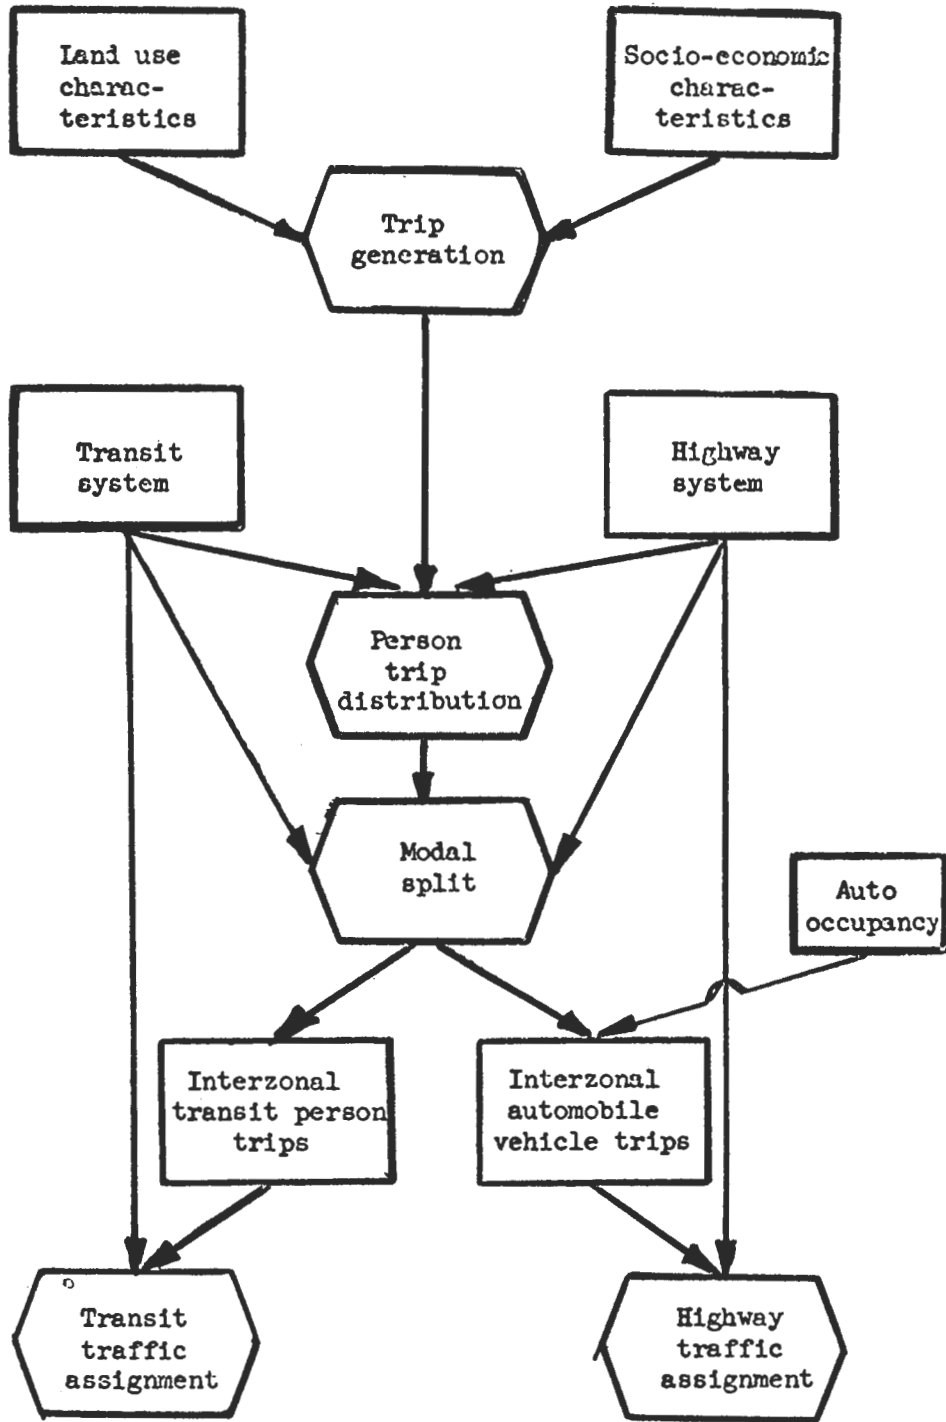 Land use
charac-
teristics
Socio-economic
charac-
teristics
Trip
generation
Transit
system
Highway
system
Person
trip
distribution
Modal
split
Auto
occupancy
Interzonal
transit person
trips
Interzonal
automobile
vehicle trips
Transit
traffic
assignment
Highway
traffic
assignment